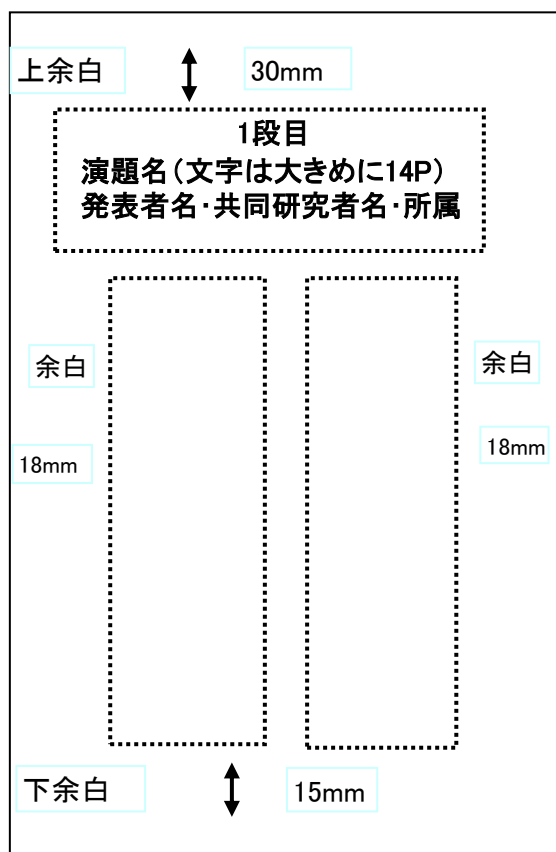 上余白
30mm
1段目
演題名(文字は大きめに14P)
発表者名・共同研究者名・所属
余白
余白
18mm
18mm
下余白
15mm